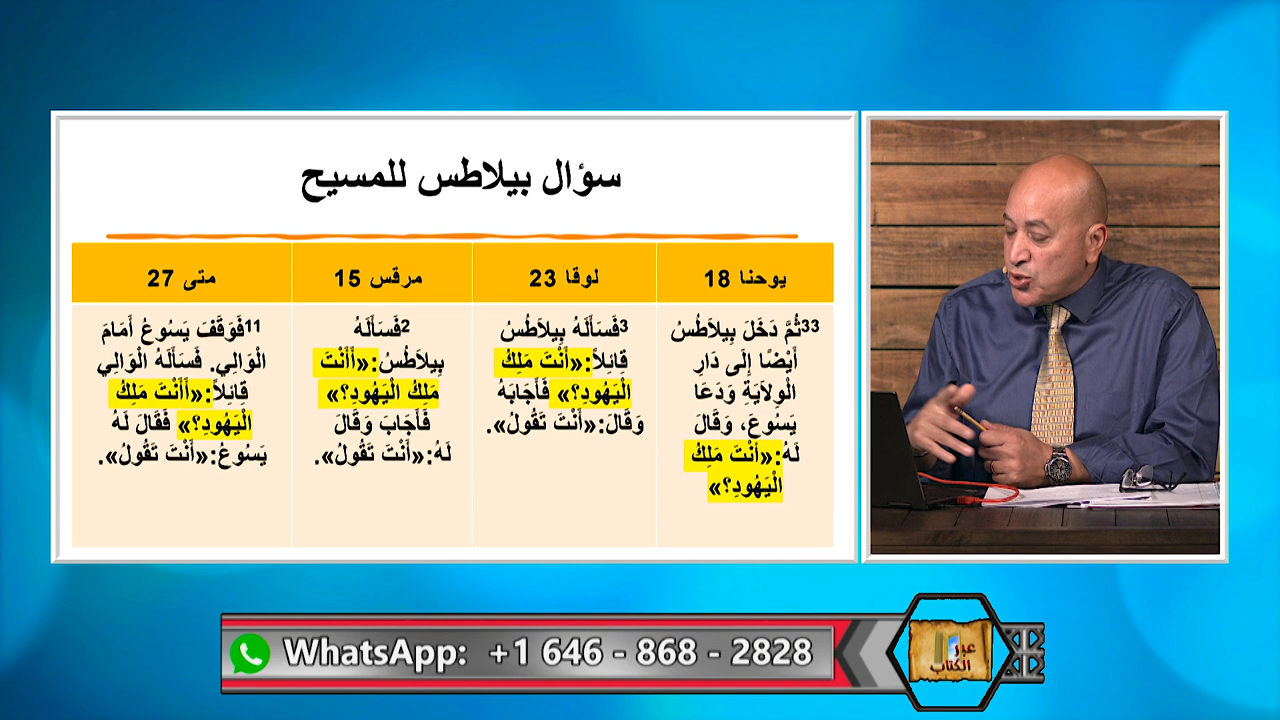 سؤال بيلاطس للمسيح
يوحنا 18
لوقا 23
مرقس 15
متى 27
33ثُمَّ دَخَلَ بِيلاَطُسُ
أَيْضًا إِلَى دَارِ
الْوِلاَيَةِ وَدَعَا
يَسُوعَ، وَقَالَ
لَهُ:«أنْتَ مَلِكُ
الْيَهُودِ؟»
3فَسَأَلَهُ بِيلاَطُسُ
قِائِلاً:«أَنْتَ مَلِكُ
الْيَهُودِ؟» فَأَجَابَهُ
وَقَالَ:«أَنْتَ تَقُولُ».
2فَسَأَلَهُ
بِيلاَطُسُ:«أَأَنْتَ
مَلِكُ الْيَهُودِ؟»
فَأَجَابَ وَقَالَ
لَهُ:«أَنْتَ تَقُولُ».
11فَوَقَفَ يَسُوعُ أَمَامَ
الْوَالِي. فَسَأَلَهُ الْوَالِي
قِائِلاً:«أَأَنْتَ مَلِكُ
الْيَهُودِ؟» فَقَالَ لَهُ
يَسُوعُ:«أَنْتَ تَقُولُ».
WhatsApp: +1 646 - 868 - 2828
عبر
الكتاب